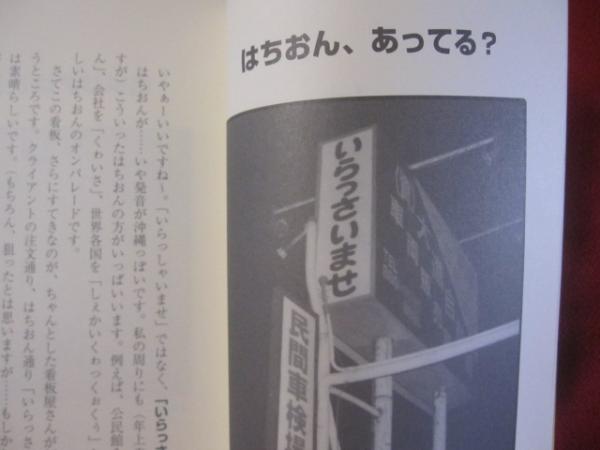 はちおん、あってる？
いらっさいませ
民間車検場
いやぁーいいですね～。「いらっしゃいませ」ではなく、「いらっさ
はちおんが……いや発音が沖縄っぽいです。私の周りにも（年上
すが）こういったはちおんの方がいっぱいいます。例えば、公民館
ん」、会社を「くゎいさ」、世界各国を「しぇかいくゎっくぉくう」
しいはちおんのオンパレードです。
さてこの看板、さらにすてきなのが、ちゃんとした看板屋さんが
うところです。クライアントの注文通り、はちおん通り、「いらっさ
は素晴らしいです。（もちろん、狙ったとは思いますが……もしか